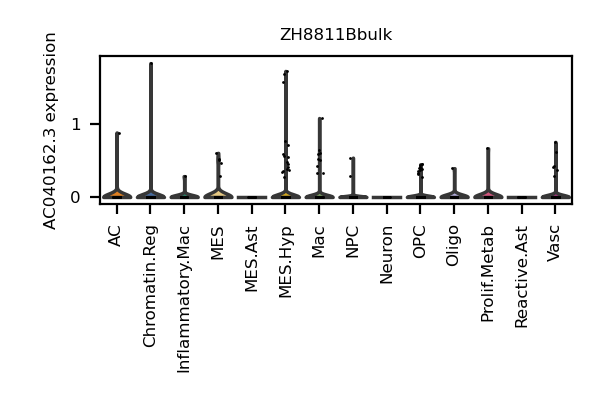 ZH8811Bbulk
AC040162.3 expression
1
0
AC
Chromatin.Reg
Inflammatory.Mac
MES
MES.Ast
MES.Hyp
Mac
NPC
Neuron
OPC
Oligo
Prolif.Metab
Reactive.Ast
Vasc